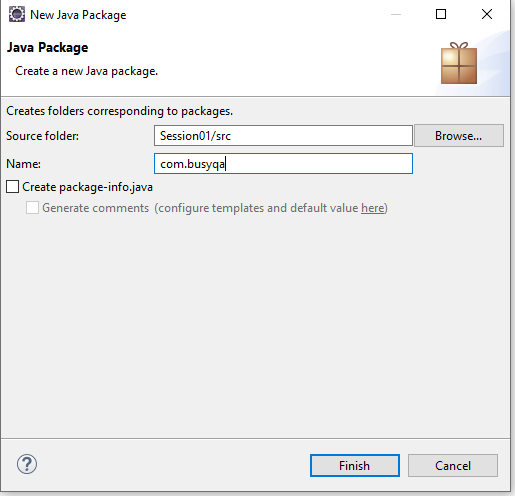 New Java Package
Java Package
Create a new Java package.
Creates folders corresponding to packages.
Source folder: Session01/src Browse...
Name: com.busyqa
Create package-info.java
Generate comments (configure templates and default value here)
? Finish Cancel